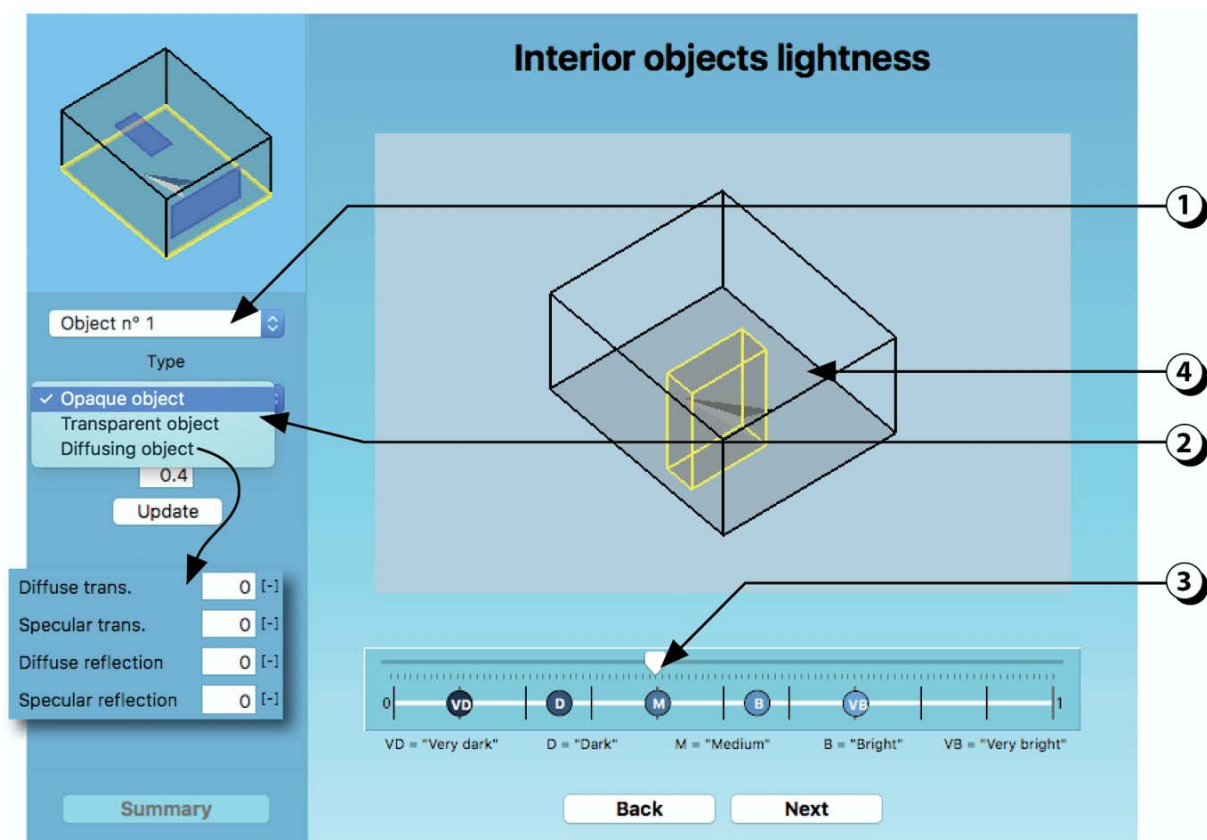 Interior objects lightness
1
Object n° 1
Type
4
✓ Opaque object
Transparent object
Diffusing object
2
0.4
Update
Diffuse trans. 0 [-]
Specular trans. 0 [-]
Diffuse reflection 0 [-]
Specular reflection 0 [-]
3
0 VD D M B VB 1
VD = "Very dark" D = "Dark" M = "Medium" B = "Bright" VB = "Very bright"
Summary
Back
Next